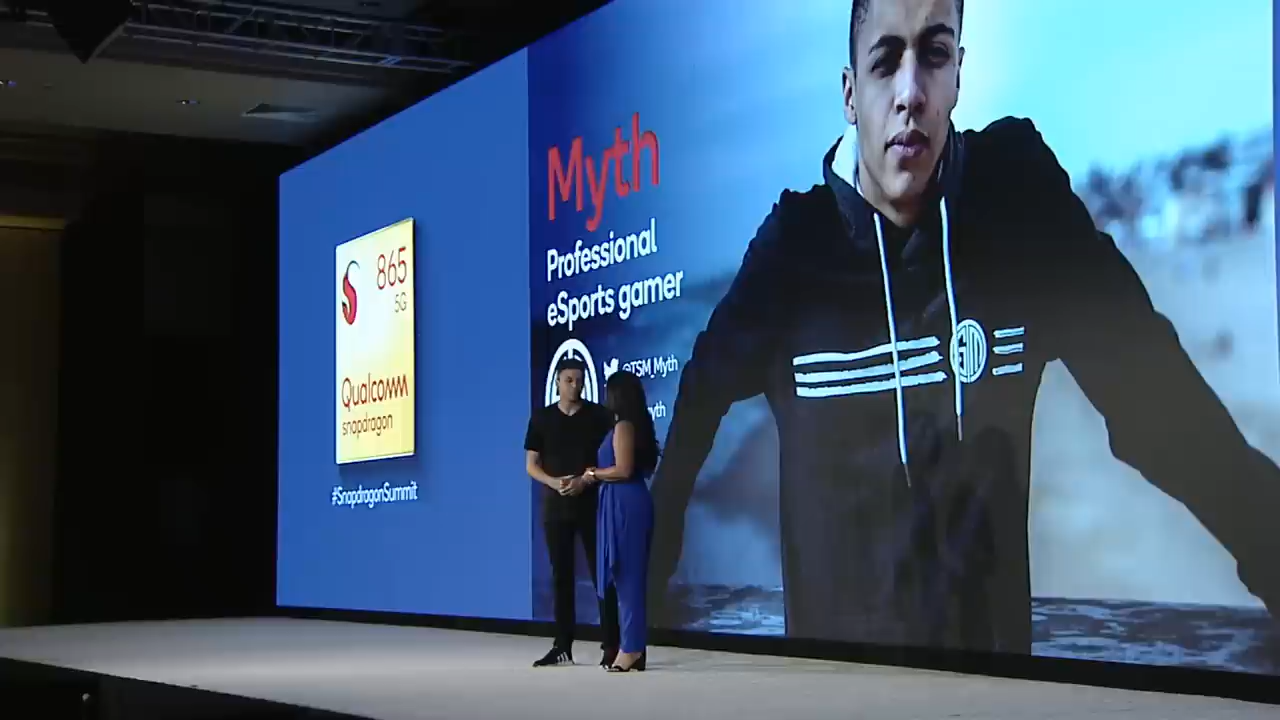 865
5G
Qualcomm
snapdragon
#SnapdragonSummit
Myth
Professional
eSports gamer
@TSM_Myth